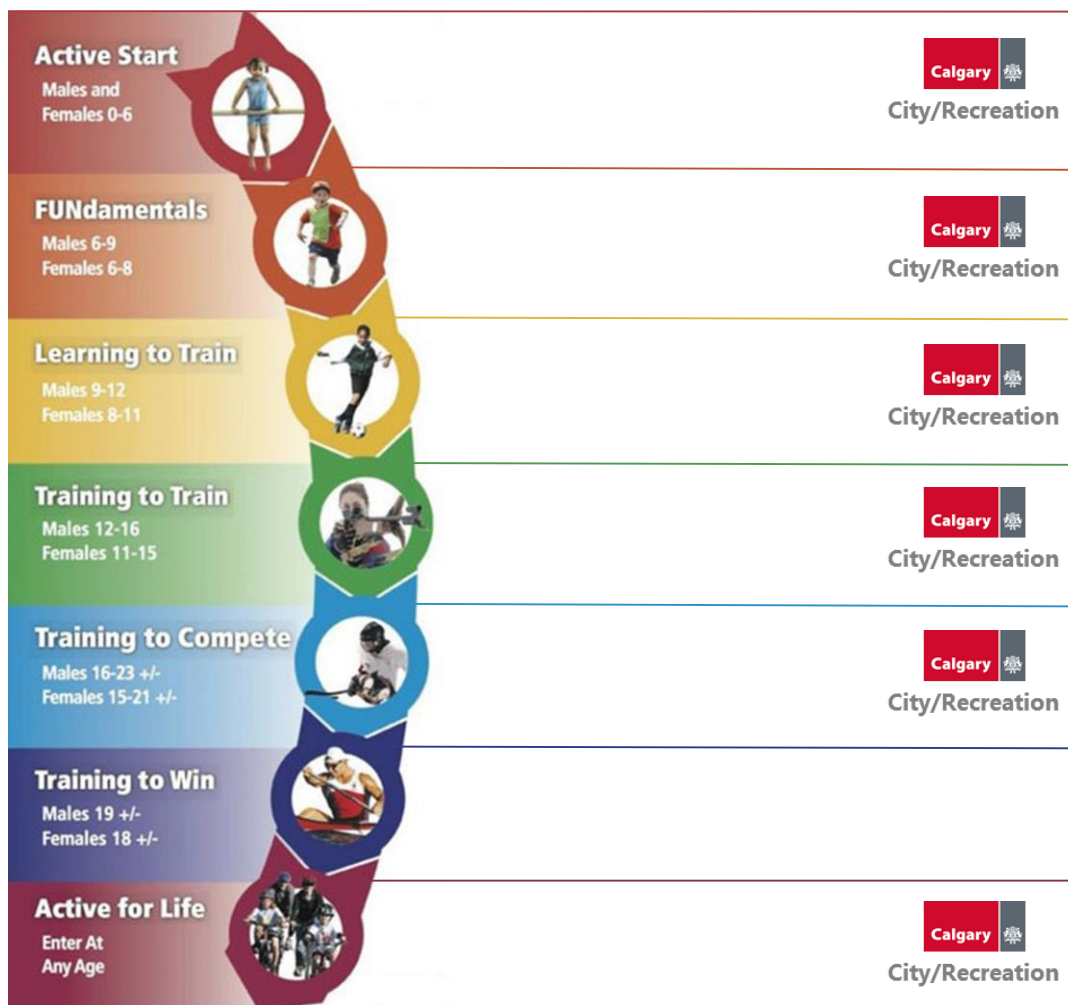 Active Start
Males and
Females 0-6
Calgary
City/Recreation
FUNdamentals
Males 6-9
Females 6-8
Calgary
City/Recreation
Learning to Train
Males 9-12
Females 8-11
Calgary
City/Recreation
Training to Train
Males 12-16
Females 11-15
Calgary
City/Recreation
Training to Compete
Males 16-23 +/-
Females 15-21 +/-
Calgary
City/Recreation
Training to Win
Males 19 +/-
Females 18 +/-
Active for Life
Enter At
Any Age
Calgary
City/Recreation